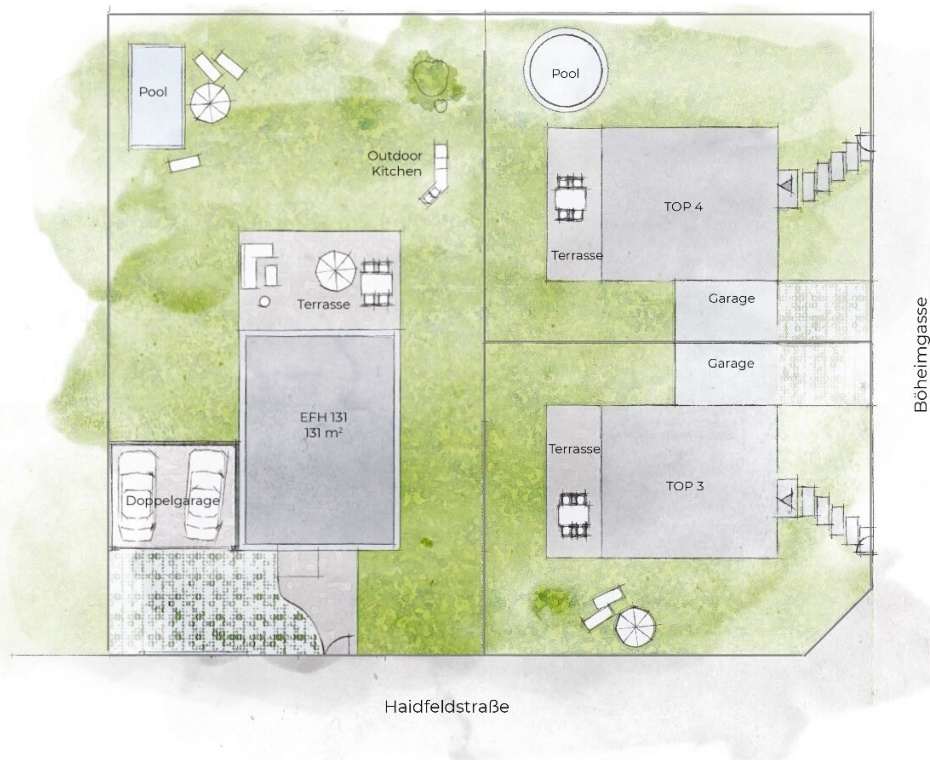 Pool
Outdoor
Kitchen
Terrasse
EFH 131
131 m²
Doppelgarage
Pool
TOP 4
Terrasse
Garage
Garage
Terrasse
TOP 3
Böheimgasse
Haidfeldstraße